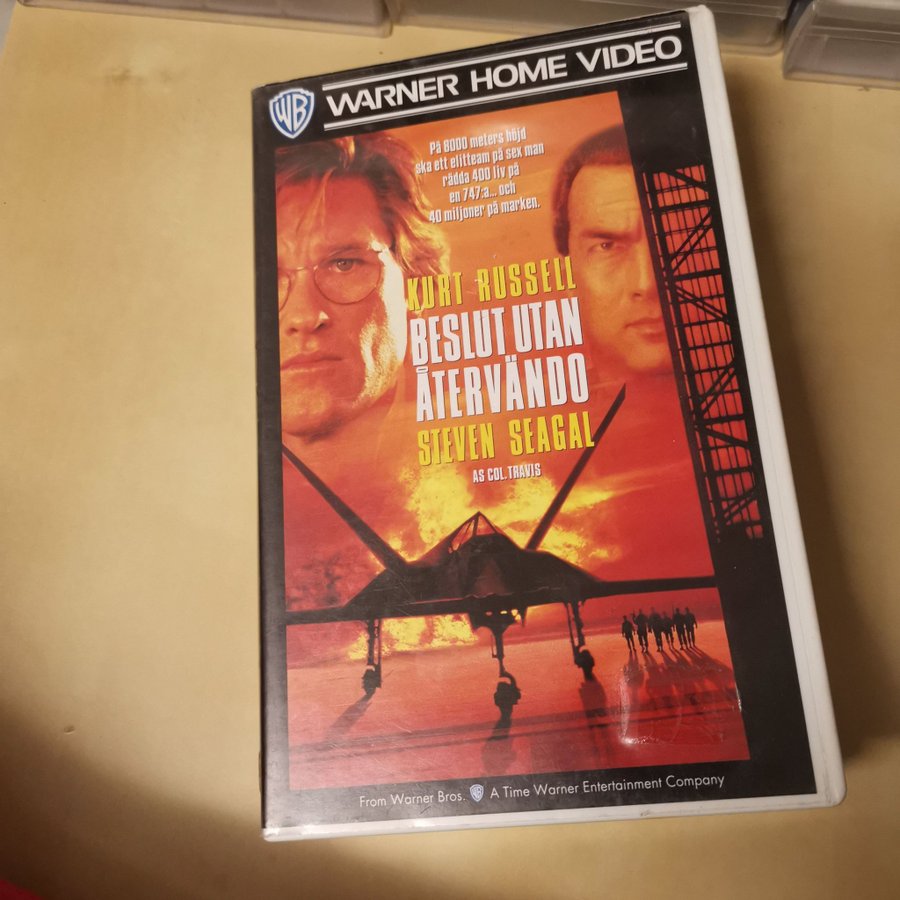 WB WARNER HOME VIDEO
På 8000 meters höjd
ska ett elitteam på sex man
rädda 400 liv på
en 747:a... och
40 miljoner på marken.
KURT RUSSELL
BESLUT UTAN
ÅTERVÄNDO
STEVEN SEAGAL
AS COL. TRAVIS
From Warner Bros. WB A Time Warner Entertainment Company